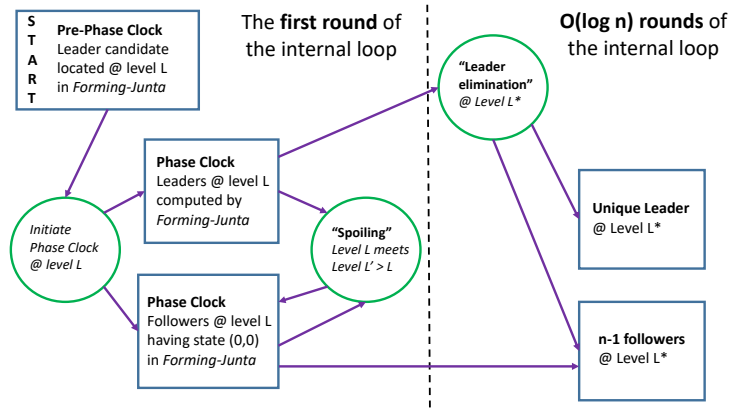 The first round of
the internal loop
O(log n) rounds of
the internal loop
START
Pre-Phase Clock
Leader candidate
located @ level L
in Forming-Junta
"Leader
elimination"
@ Level L*
Phase Clock
Leaders @ level L
computed by
Forming-Junta
Initiate
Phase Clock
@ level L
"Spoiling"
Level L meets
Level L' > L
Unique Leader
@ Level L*
Phase Clock
Followers @ level L
having state (0,0)
in Forming-Junta
n-1 followers
@ Level L*